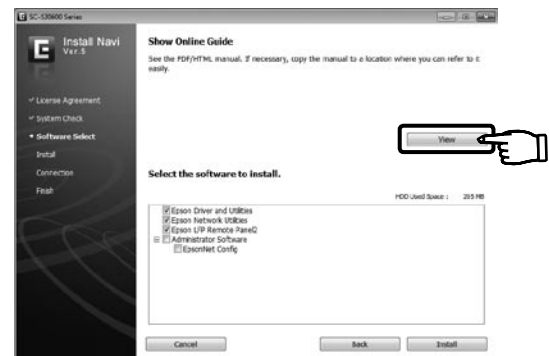 SC-S30600 Series
Install Navi
Ver.5
License Agreement
System Check
Software Select
Install
Connection
Finish
Show Online Guide
See the PDF/HTML manual. If necessary, copy the manual to a location where you can refer to it
easily.
View
Select the software to install.
HDD Used Space : 295 MB
Epson Driver and Utilities
Epson Network Utilities
Epson LFP Remote Panel2
Administrator Software
EpsonNet Config
Cancel
Back
Install